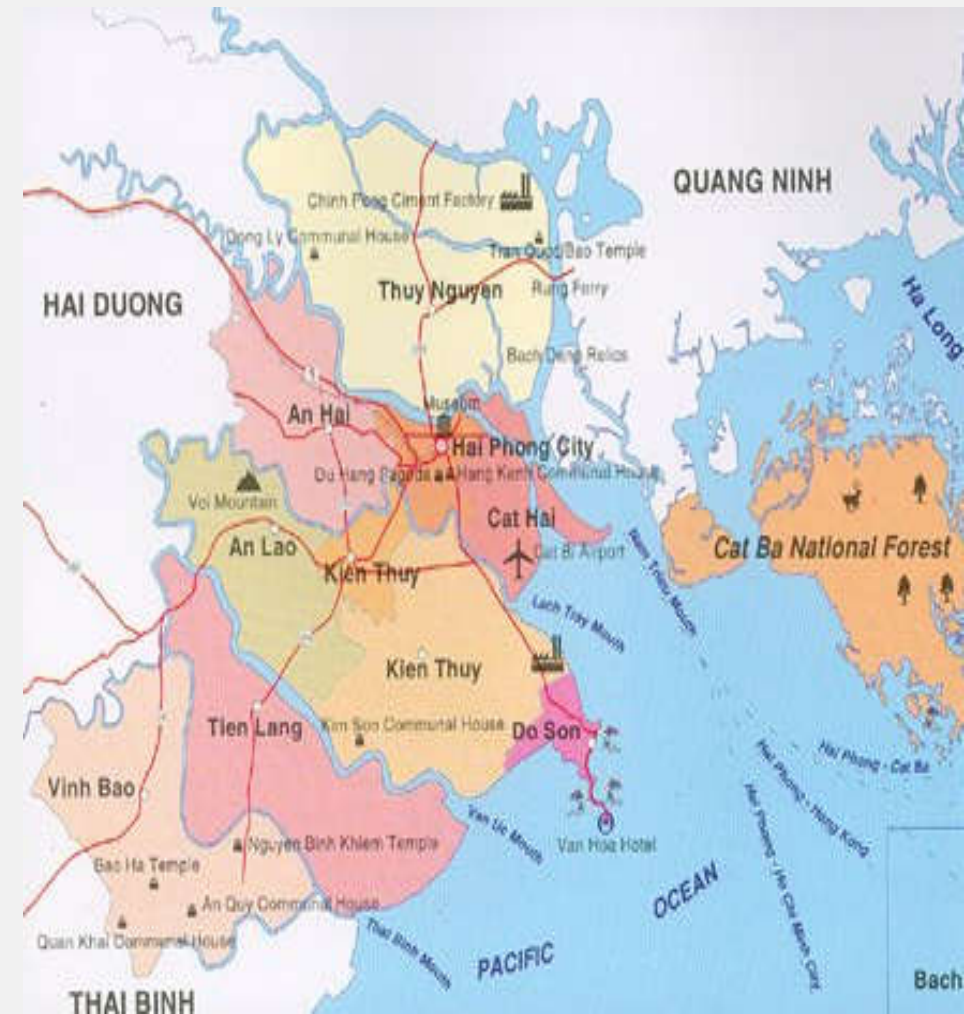 QUANG NINH
Chinh Fong Ciment Factory
Dong Ly Communal House
Tran Quoc Bao Temple
HAI DUONG
Thuy Nguyen
Rung Ferry
Ha Long
Bach Dang Relics
Museum
An Hai
Hai Phong City
Du Hang Pagoda
Hang Kenh Communal House
Voi Mountain
Cat Hai
An Lao
Cat Bi Airport
Cat Ba National Forest
Kien Thuy
Nam Trieu Mouth
Lach Tray Mouth
Kien Thuy
Tien Lang
Kim Son Communal House
Do Son
Hai Phong - Cat Ba
Vinh Bao
Hai Phong - Hong Kong
Van Uc Mouth
Van Hoa Hotel
Nguyen Binh Khiem Temple
Bao Ha Temple
An Quy Communal House
Hai Phong - Ho Chi Minh
Quan Khai Communal House
Thai Binh Mouth
PACIFIC
OCEAN
Bach
THAI BINH